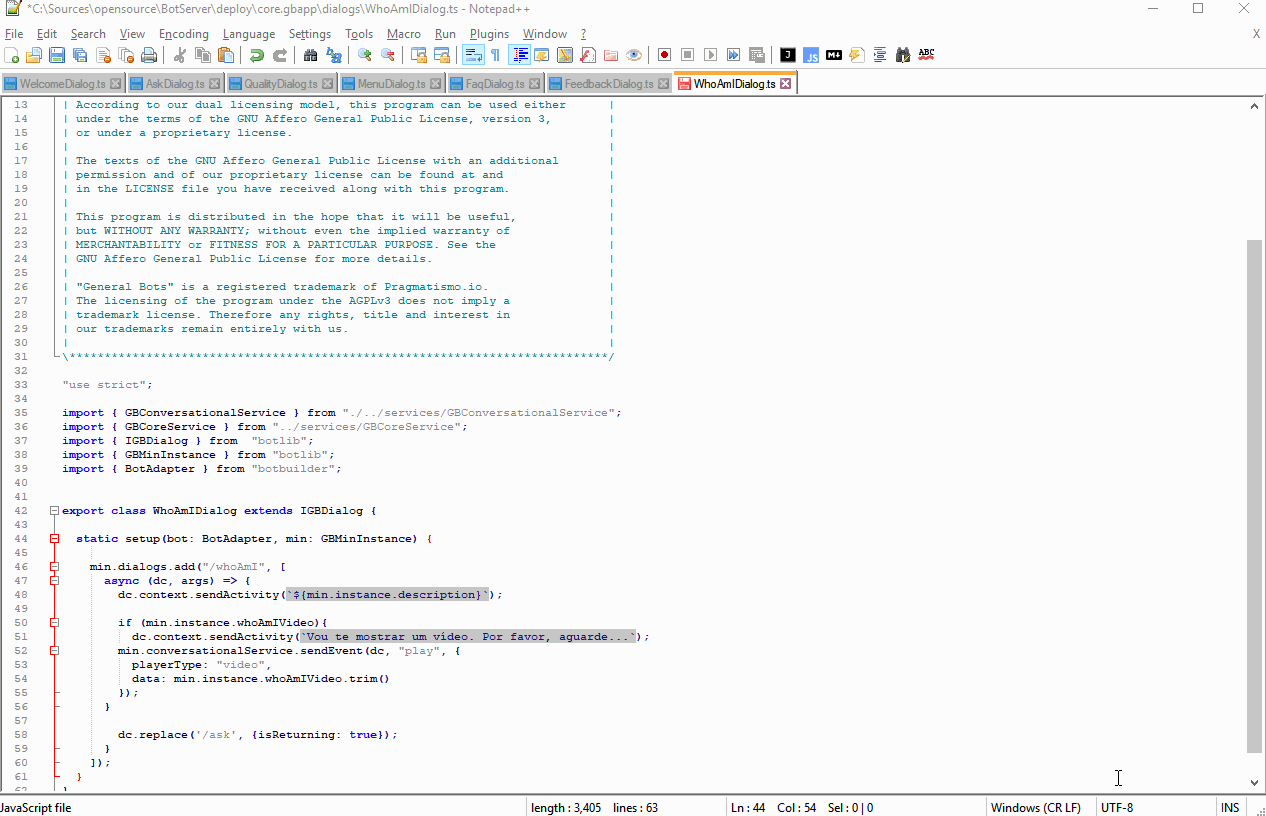 *C:\Sources\opensource\BotServer\deploy\core.gbapp\dialogs\WhoAmIDialog.ts - Notepad++
File Edit Search View Encoding Language Settings Tools Macro Run Plugins Window ? X
WelcomeDialog.ts AskDialog.ts QualityDialog.ts MenuDialog.ts FaqDialog.ts FeedbackDialog.ts WhoAmIDialog.ts
13 | According to our dual licensing model, this program can be used either |
14 | under the terms of the GNU Affero General Public License, version 3, |
15 | or under a proprietary license. |
16 | |
17 | The texts of the GNU Affero General Public License with an additional |
18 | permission and of our proprietary license can be found at and |
19 | in the LICENSE file you have received along with this program. |
20 | |
21 | This program is distributed in the hope that it will be useful, |
22 | but WITHOUT ANY WARRANTY; without even the implied warranty of |
23 | MERCHANTABILITY or FITNESS FOR A PARTICULAR PURPOSE. See the |
24 | GNU Affero General Public License for more details. |
25 | |
26 | "General Bots" is a registered trademark of Pragmatismo.io. |
27 | The licensing of the program under the AGPLv3 does not imply a |
28 | trademark license. Therefore any rights, title and interest in |
29 | our trademarks remain entirely with us. |
30 | |
31 \*****************************************************************************/
32
33 "use strict";
34
35 import { GBConversationalService } from "./../services/GBConversationalService";
36 import { GBCoreService } from "../services/GBCoreService";
37 import { IGBDialog } from  "botlib";
38 import { GBMinInstance } from "botlib";
39 import { BotAdapter } from "botbuilder";
40
41
42 export class WhoAmIDialog extends IGBDialog {
43
44 static setup(bot: BotAdapter, min: GBMinInstance) {
45
46 min.dialogs.add("/whoAmI", [
47 async (dc, args) => {
48 dc.context.sendActivity(`${min.instance.description}`);
49
50 if (min.instance.whoAmIVideo){
51 dc.context.sendActivity(`Vou te mostrar um vídeo. Por favor, aguarde...`);
52 min.conversationalService.sendEvent(dc, "play", {
53 playerType: "video",
54 data: min.instance.whoAmIVideo.trim()
55 });
56 }
57
58 dc.replace('/ask', {isReturning: true});
59 }
60 ]);
61 }
62 }
JavaScript file length : 3,405 lines : 63 Ln : 44 Col : 54 Sel : 0 | 0 Windows (CR LF) UTF-8 INS